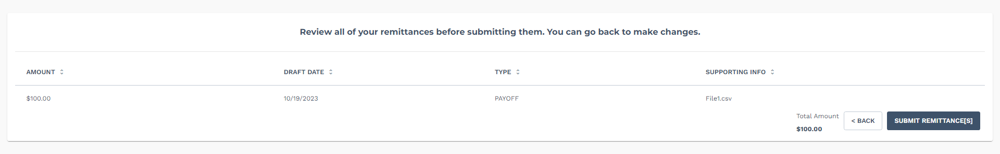 Review all of your remittances before submitting them. You can go back to make changes.
AMOUNT DRAFT DATE TYPE SUPPORTING INFO
$100.00 10/19/2023 PAYOFF File1.csv
Total Amount
$100.00
< BACK
SUBMIT REMITTANCE[S]